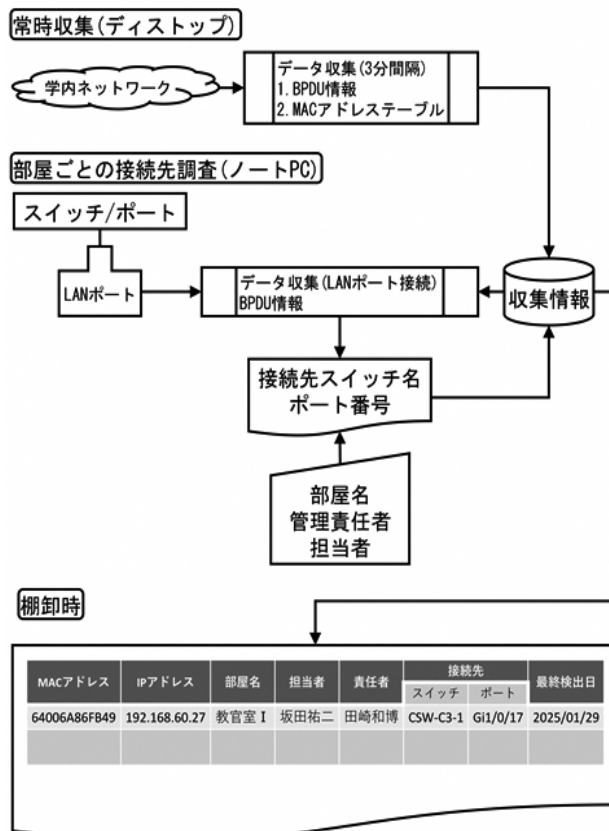 常時収集(ディストップ)
学内ネットワーク
データ収集(3分間隔)
1. BPDU情報
2. MACアドレステーブル
部屋ごとの接続先調査(ノートPC)
スイッチ/ポート
LANポート
データ収集(LANポート接続)
BPDU情報
収集情報
接続先スイッチ名
ポート番号
部屋名
管理責任者
担当者
棚卸時
MACアドレス IPアドレス 部屋名 担当者 責任者 接続先 最終検出日
スイッチ ポート
64006A86FB49 192.168.60.27 教官室Ⅰ 坂田祐二 田崎和博 CSW-C3-1 Gi1/0/17 2025/01/29